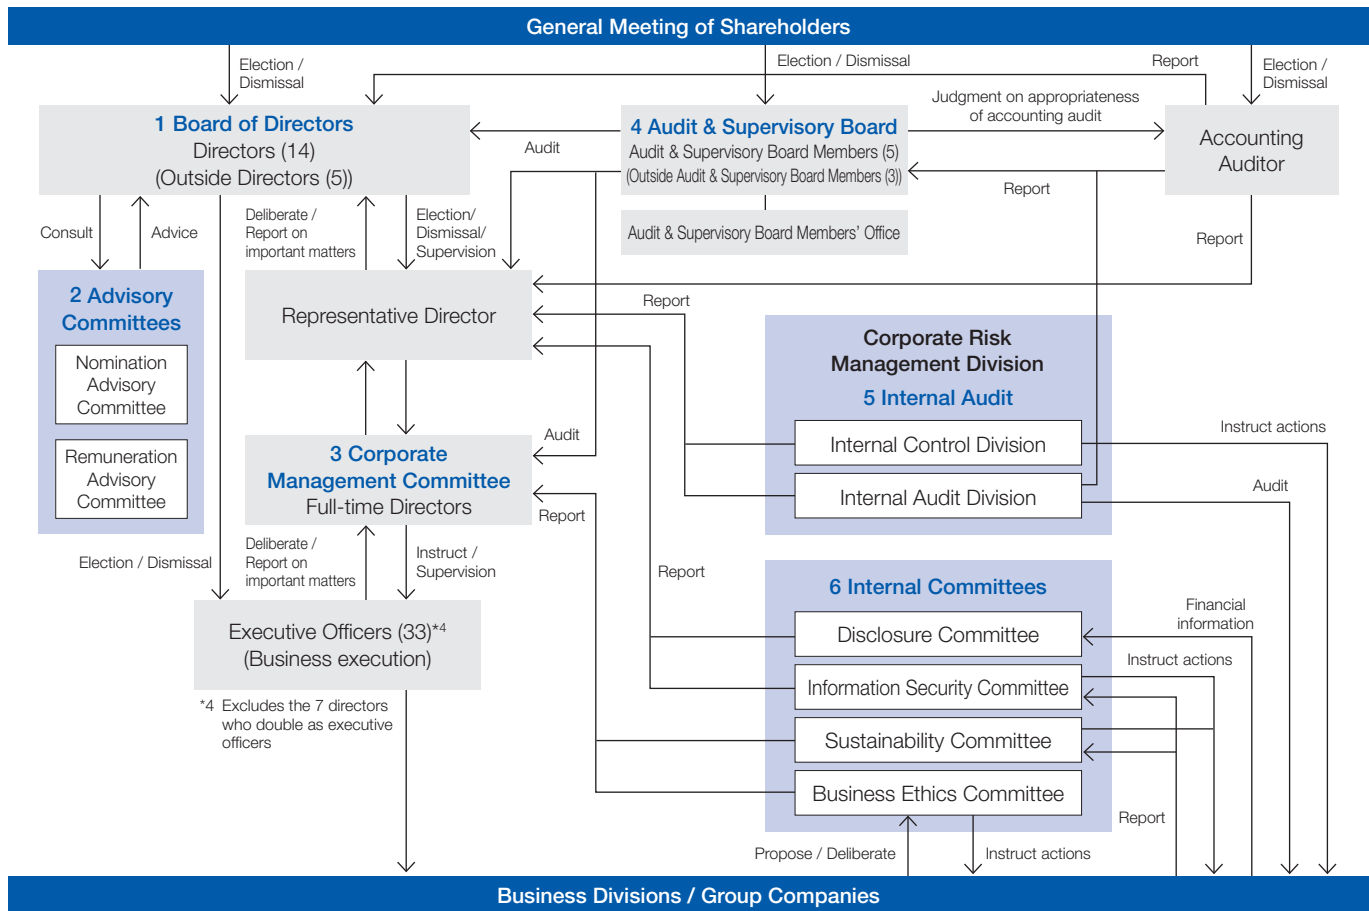 General Meeting of Shareholders
Election /
Dismissal
Election / Dismissal
Report
Election /
Dismissal
1 Board of Directors
Directors (14)
(Outside Directors (5))
Audit
4 Audit & Supervisory Board
Audit & Supervisory Board Members (5)
(Outside Audit & Supervisory Board Members (3))
Audit & Supervisory Board Members' Office
Judgment on appropriateness
of accounting audit
Report
Accounting
Auditor
Report
Consult
Advice
Deliberate /
Report on
important matters
Election/
Dismissal/
Supervision
2 Advisory
Committees
Nomination
Advisory
Committee
Remuneration
Advisory
Committee
Representative Director
Report
Corporate Risk
Management Division
5 Internal Audit
Internal Control Division
Internal Audit Division
Instruct actions
Audit
Audit
3 Corporate
Management Committee
Full-time Directors
Report
Election / Dismissal
Deliberate /
Report on
important matters
Instruct /
Supervision
Report
Executive Officers (33)*4
(Business execution)
*4 Excludes the 7 directors
who double as executive
officers
6 Internal Committees
Disclosure Committee
Information Security Committee
Sustainability Committee
Business Ethics Committee
Financial
information
Instruct actions
Report
Propose / Deliberate
Instruct actions
Business Divisions / Group Companies